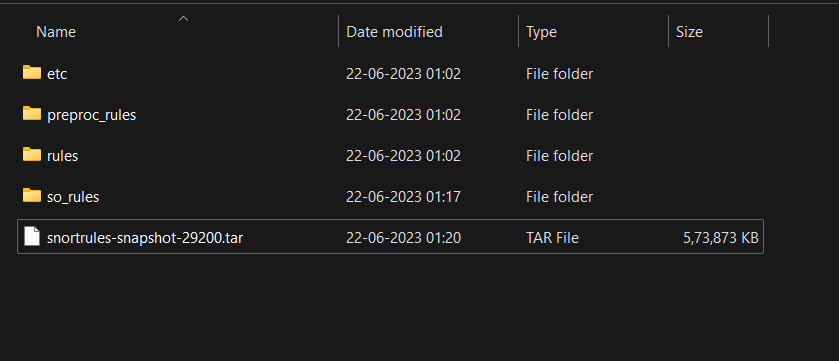 Name Date modified Type Size
etc 22-06-2023 01:02 File folder
preproc_rules 22-06-2023 01:02 File folder
rules 22-06-2023 01:02 File folder
so_rules 22-06-2023 01:17 File folder
snortrules-snapshot-29200.tar 22-06-2023 01:20 TAR File 5,73,873 KB